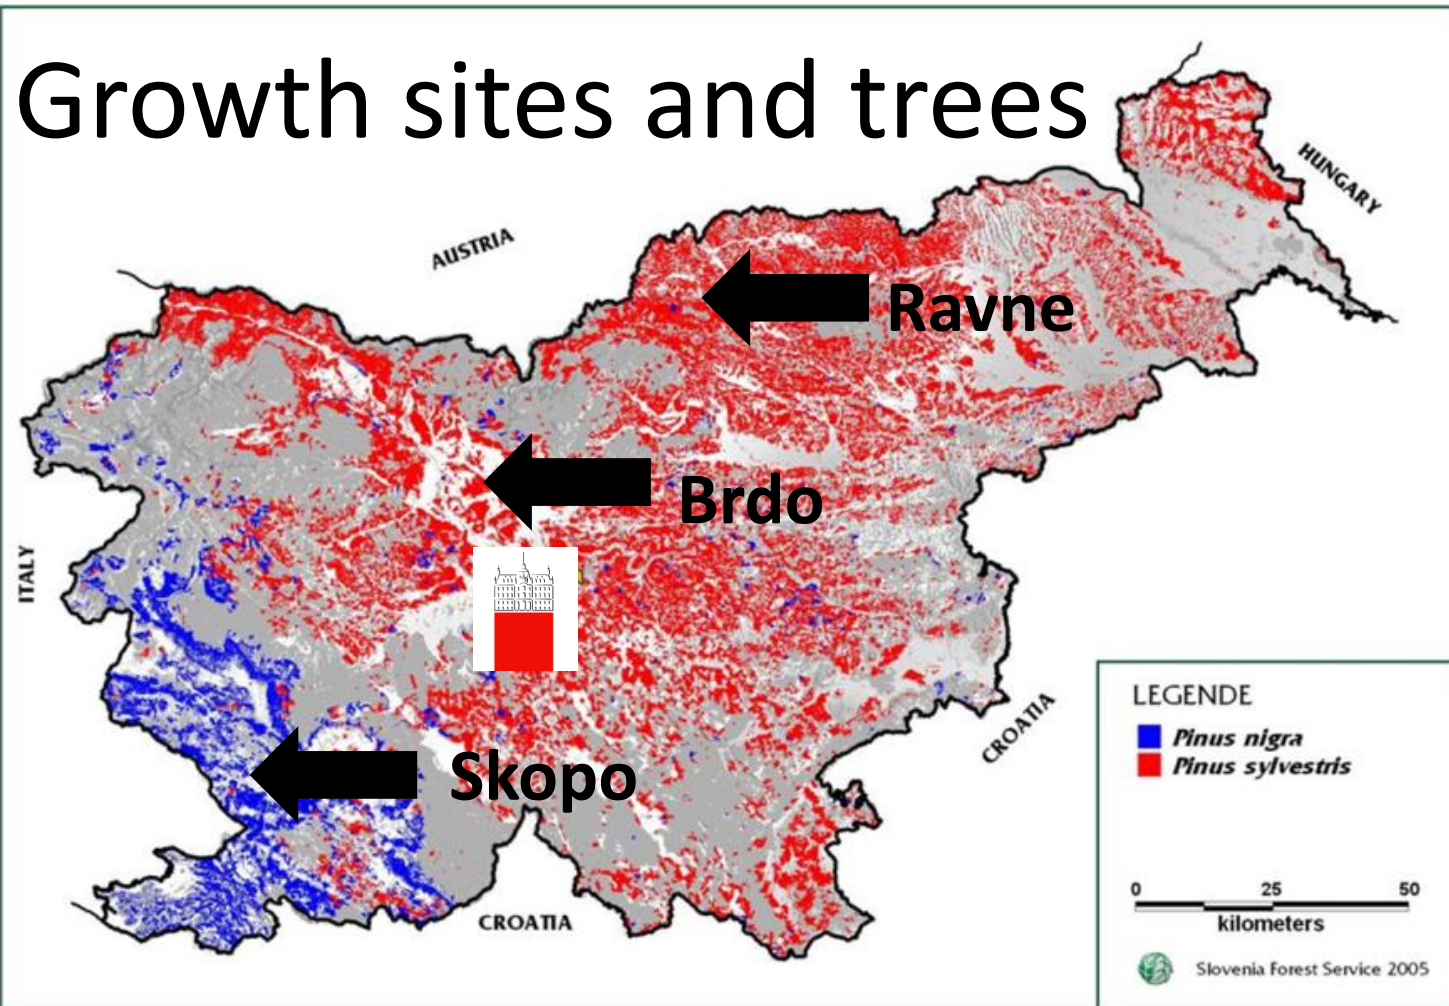 Growth sites and trees
HUNGARY
AUSTRIA
Ravne
Brdo
ITALY
CROATIA
Skopo
CROATIA
LEGENDE
Pinus nigra
Pinus sylvestris
0 25 50
kilometers
Slovenia Forest Service 2005